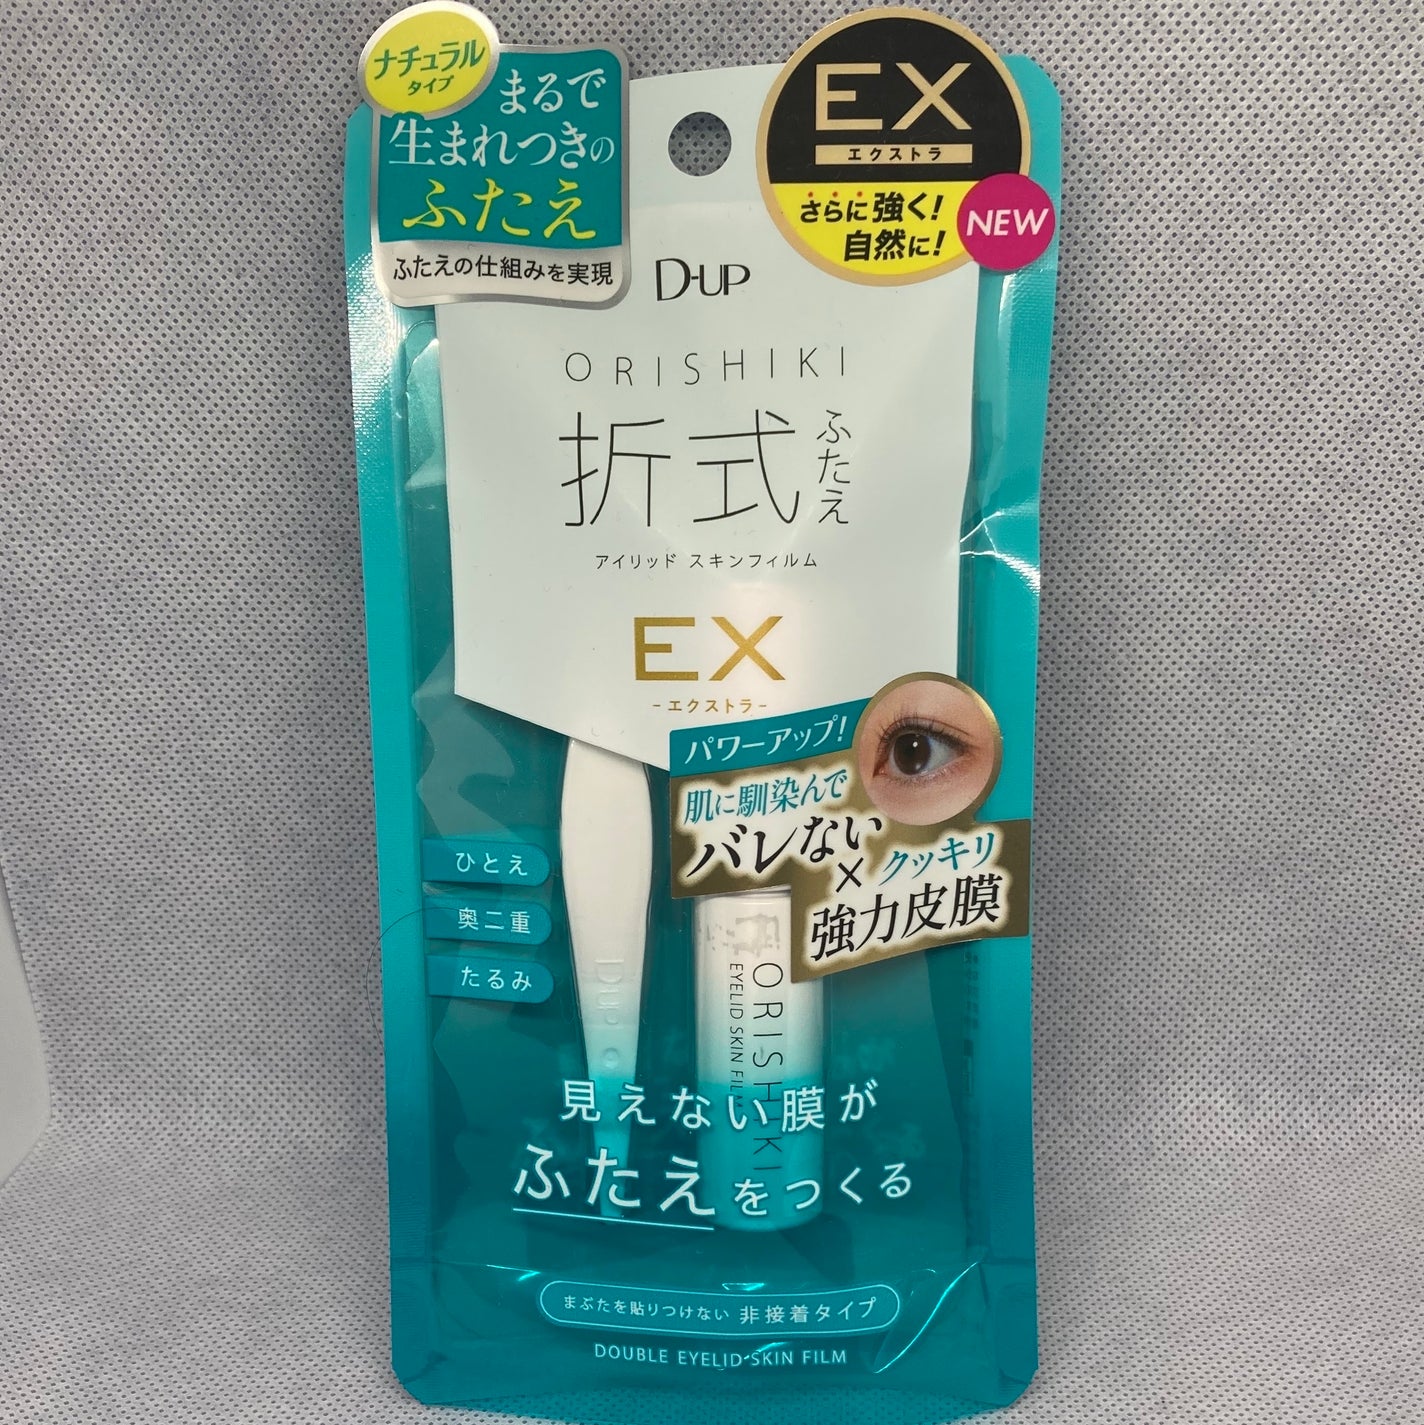 ナチュラル
タイプ
まるで
生まれつきの
ふたえ
ふたえの仕組みを実現
EX
エクストラ
さらに強く!
自然に!
NEW
D-UP
ORISHIKI
折式
ふたえ
アイリッド スキンフィルム
EX
-エクストラ-
パワーアップ!
肌に馴染んで
バレない
×
クッキリ
強力皮膜
ひとえ
奥二重
たるみ
D-UP
ORISHIKI
EYELID SKIN FILM
見えない膜が
ふたえをつくる
まぶたを貼りつけない 非接着タイプ
DOUBLE EYELID SKIN FILM